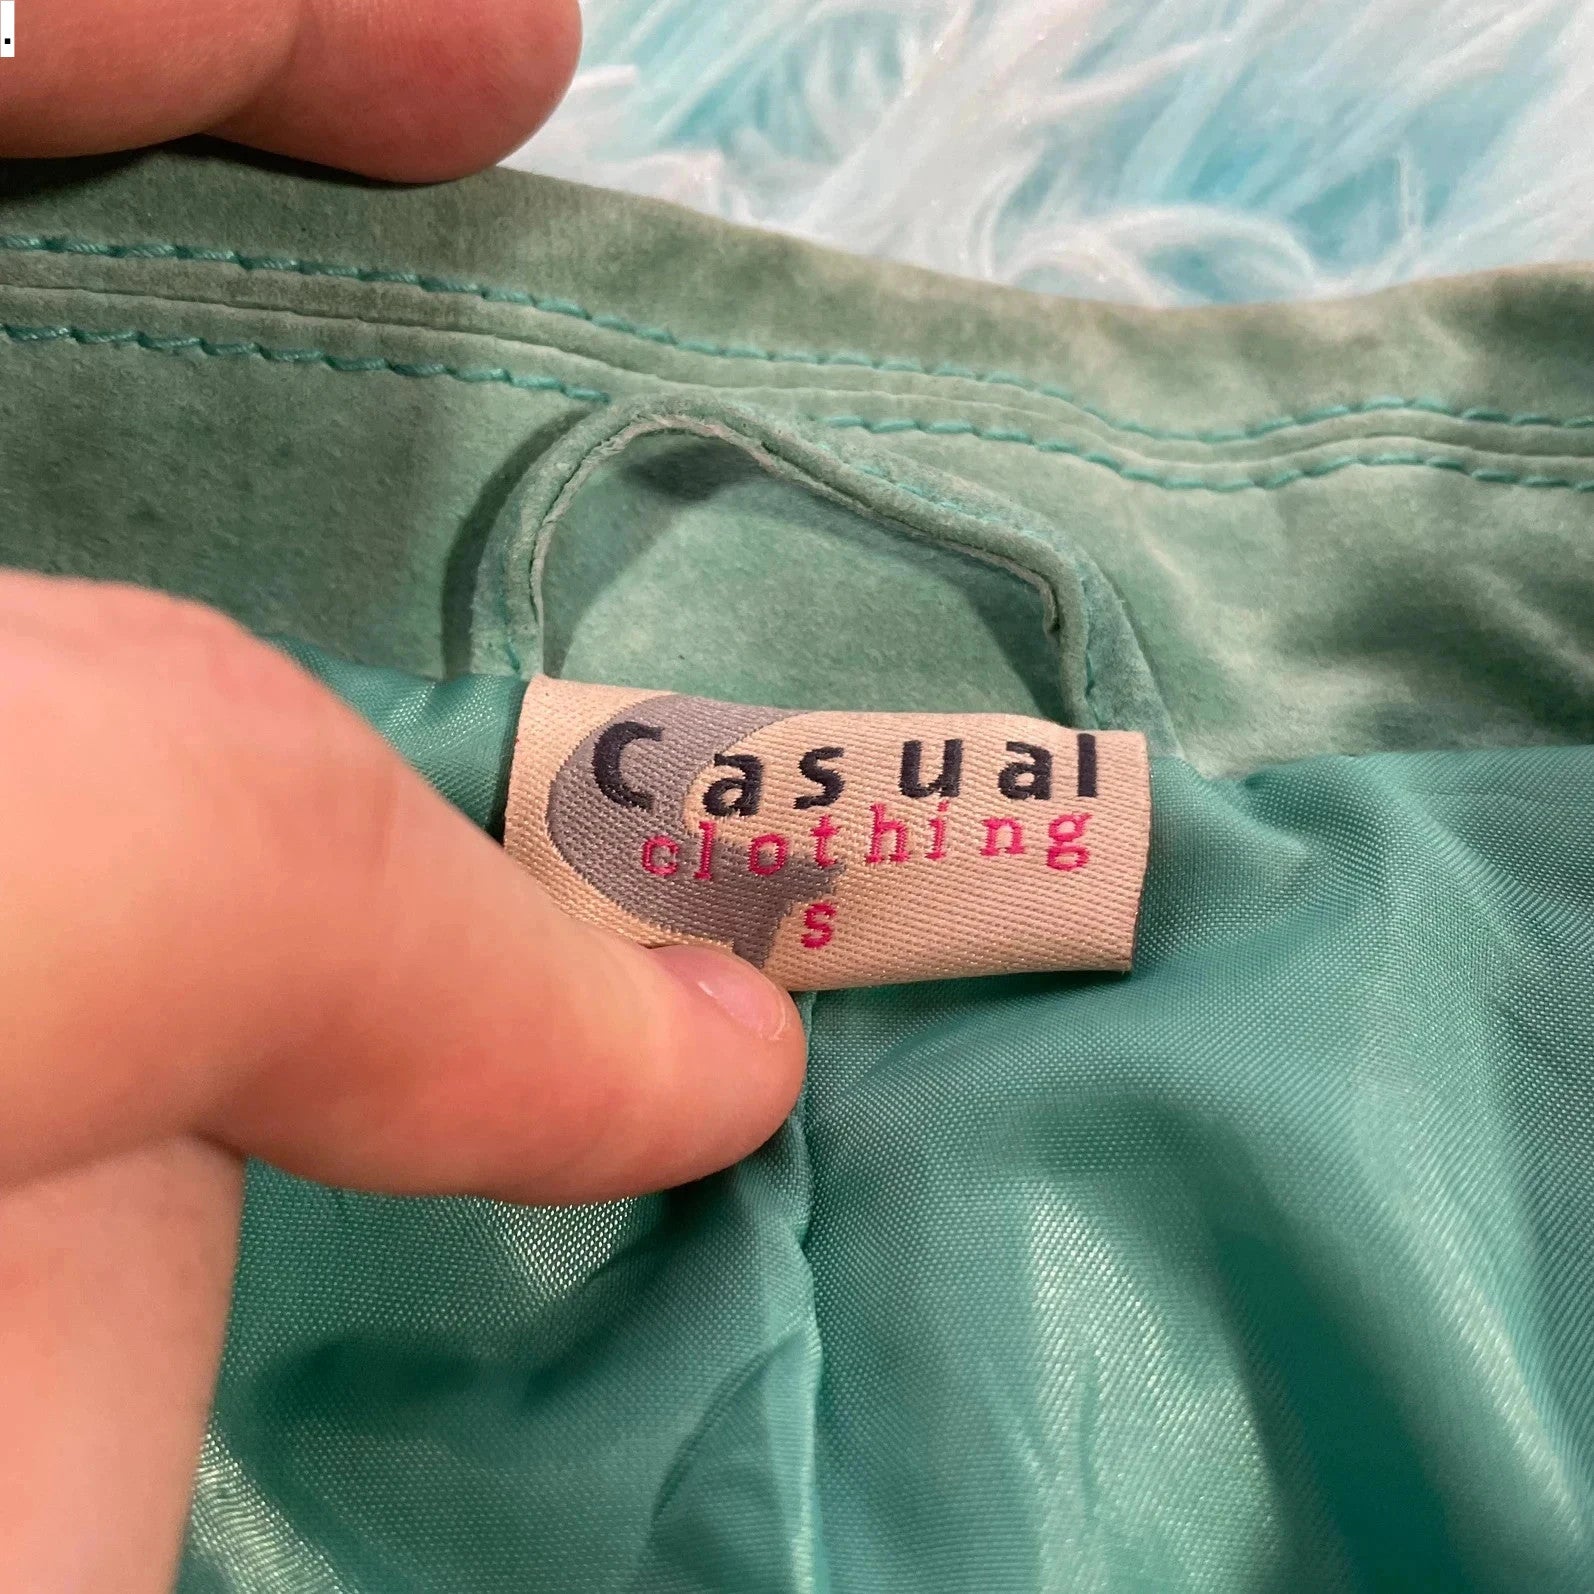 .
Casual
clothing
s